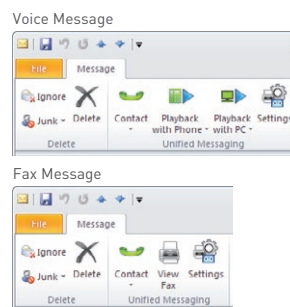 Voice Message
File Message
Ignore
Junk Delete Contact Playback with Phone Playback with PC Settings
Delete Unified Messaging
Fax Message
File Message
Ignore
Junk Delete Contact View Fax Settings
Delete Unified Messaging